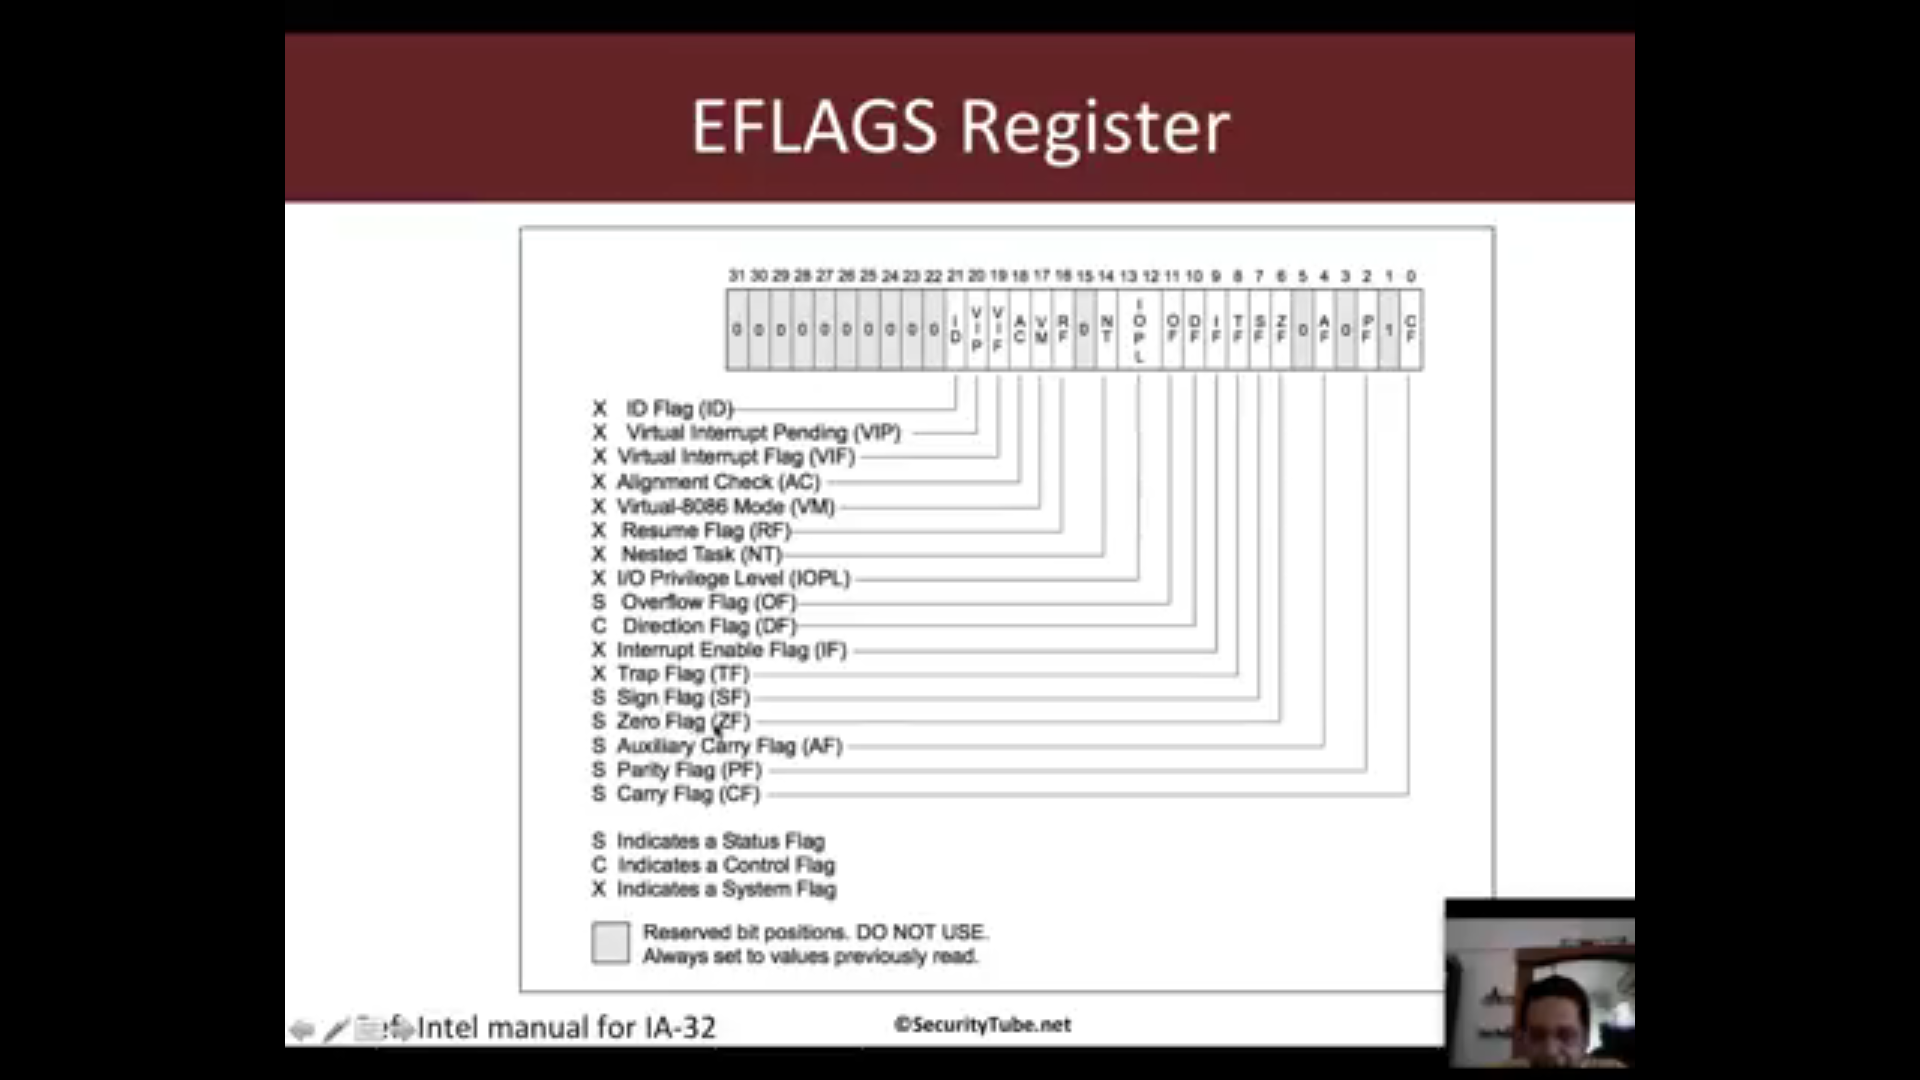 EFLAGS Register
31 30 29 28 27 26 25 24 23 22 21 20 19 18 17 16 15 14 13 12 11 10 9 8 7 6 5 4 3 2 1 0
0 0 0 0 0 0 0 0 0 0 ID VIP VIF AC VM RF 0 NT IOPL OF DF IF TF SF ZF 0 AF 0 PF 1 CF
X ID Flag (ID)
X Virtual Interrupt Pending (VIP)
X Virtual Interrupt Flag (VIF)
X Alignment Check (AC)
X Virtual-8086 Mode (VM)
X Resume Flag (RF)
X Nested Task (NT)
X I/O Privilege Level (IOPL)
S Overflow Flag (OF)
C Direction Flag (DF)
X Interrupt Enable Flag (IF)
X Trap Flag (TF)
S Sign Flag (SF)
S Zero Flag (ZF)
S Auxiliary Carry Flag (AF)
S Parity Flag (PF)
S Carry Flag (CF)
S Indicates a Status Flag
C Indicates a Control Flag
X Indicates a System Flag
Reserved bit positions. DO NOT USE.
Always set to values previously read.
Intel manual for IA-32
©SecurityTube.net